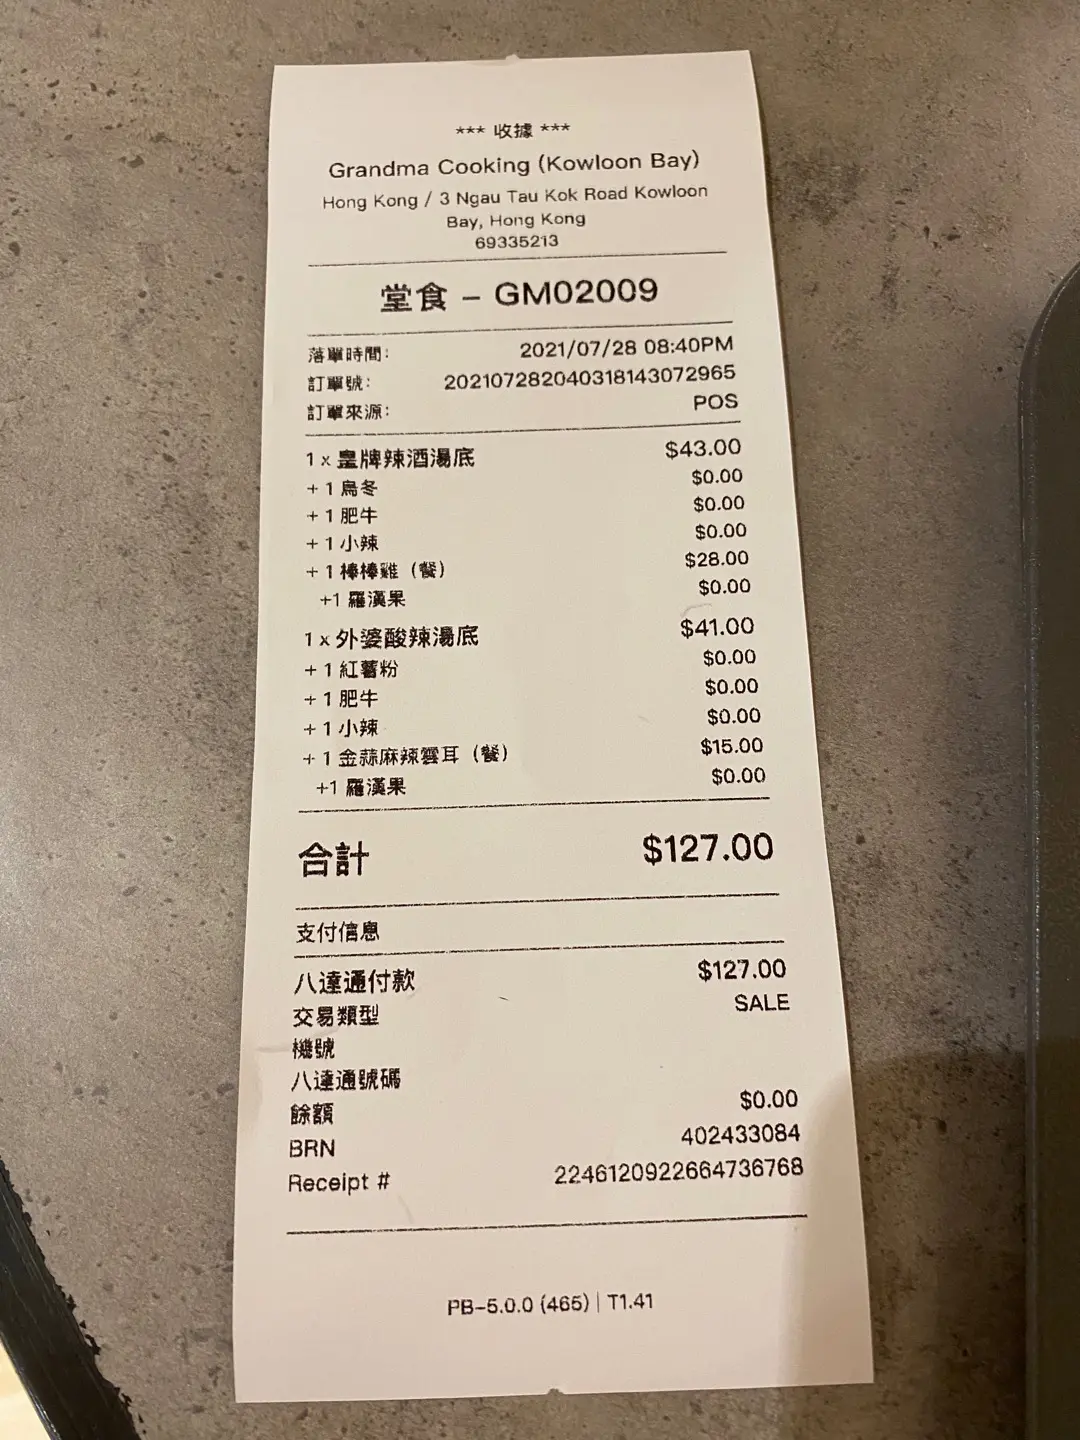 *** 收據 ***
Grandma Cooking (Kowloon Bay)
Hong Kong / 3 Ngau Tau Kok Road Kowloon
Bay, Hong Kong
69335213
堂食 – GM02009
落單時間: 2021/07/28 08:40PM
訂單號: 202107282040318143072965
訂單來源: POS
1 x 皇牌辣酒湯底 $43.00
+ 1 烏冬 $0.00
+ 1 肥牛 $0.00
+ 1 小辣 $0.00
+ 1 棒棒雞（餐） $28.00
+1 羅漢果 $0.00
1 x 外婆酸辣湯底 $41.00
+ 1 紅薯粉 $0.00
+ 1 肥牛 $0.00
+ 1 小辣 $0.00
+ 1 金蒜麻辣雲耳（餐） $15.00
+1 羅漢果 $0.00
合計 $127.00
支付信息
八達通付款 $127.00
交易類型 SALE
機號
八達通號碼
餘額 $0.00
BRN 402433084
Receipt # 2246120922664736768
PB-5.0.0 (465) | T1.41